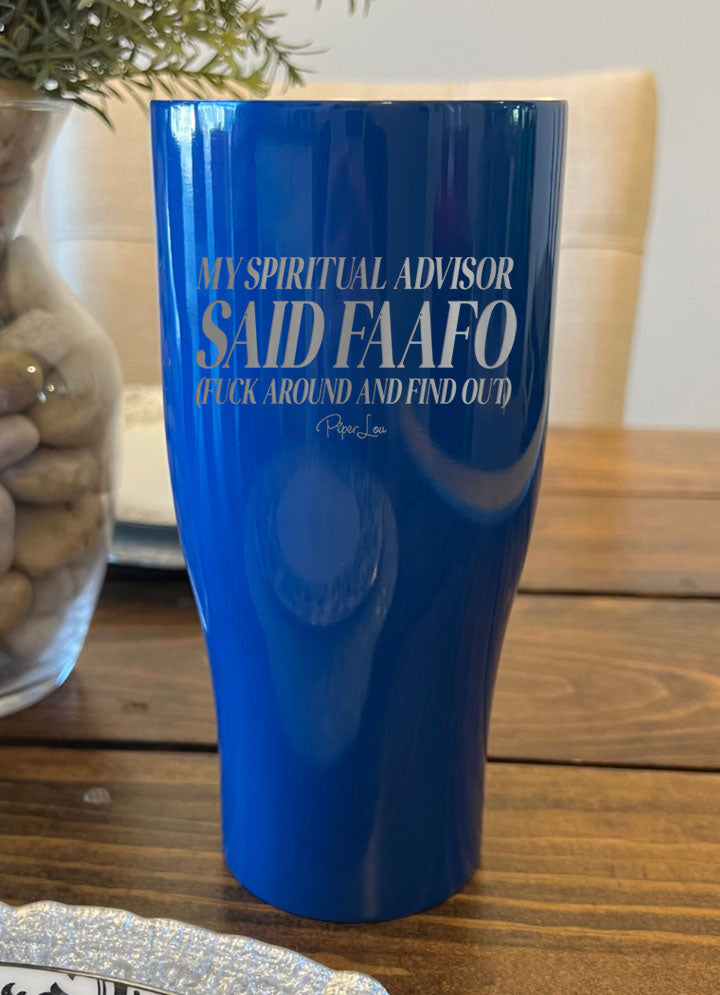 MY SPIRITUAL ADVISOR
SAID FAAFO
(FUCK AROUND AND FIND OUT)
Piper Lou